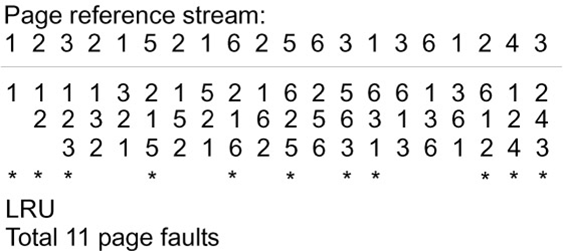 Page reference stream:
1 2 3 2 1 5 2 1 6 2 5 6 3 1 3 6 1 2 4 3
1 1 1 1 3 2 1 5 2 1 6 2 5 6 6 1 3 6 1 2
2 2 3 2 1 5 2 1 6 2 5 6 3 1 3 6 1 2 4
3 2 1 5 2 1 6 2 5 6 3 1 3 6 1 2 4 3
* * * * * * * * * * *
LRU
Total 11 page faults